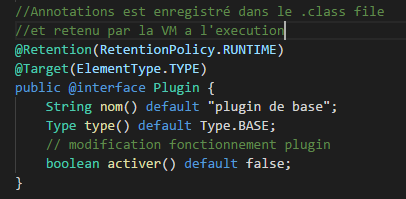 //Annotations est enregistré dans le .class file
//et retenu par la VM a l'execution
@Retention(RetentionPolicy.RUNTIME)
@Target(ElementType.TYPE)
public @interface Plugin {
    String nom() default "plugin de base";
    Type type() default Type.BASE;
    // modification fonctionnement plugin
    boolean activer() default false;
}